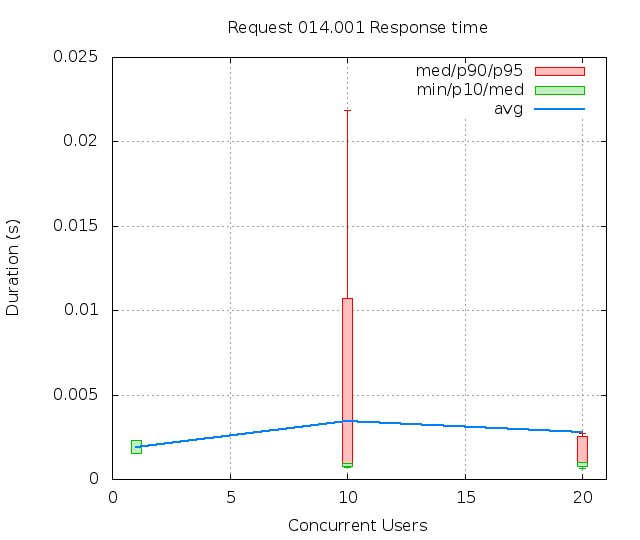 Request 014.001 Response time
0.025
med/p90/p95
min/p10/med
avg
0.02
0.015
Duration (s)
0.01
0.005
0
0 5 10 15 20
Concurrent Users